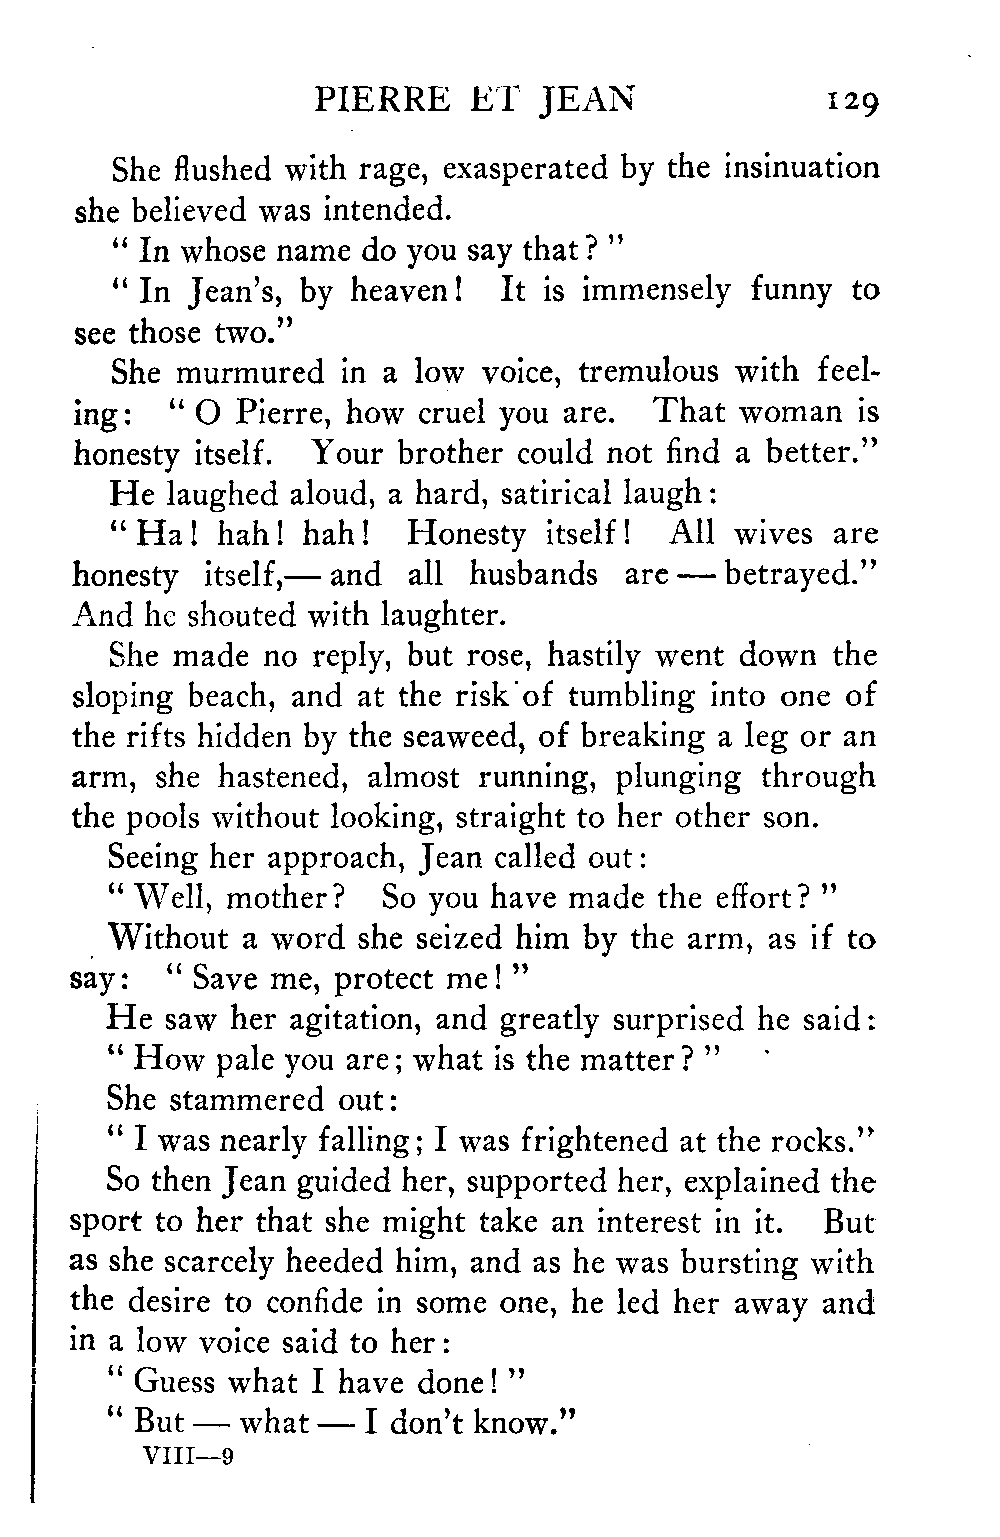 PIERRE ET JEAN 129
She flushed with rage, exasperated by the insinuation
she believed was intended.
“ In whose name do you say that? ”
“ In Jean’s, by heaven! It is immensely funny to
see those two.”
She murmured in a low voice, tremulous with feel-
ing: “ O Pierre, how cruel you are. That woman is
honesty itself. Your brother could not find a better.”
He laughed aloud, a hard, satirical laugh:
“ Ha! hah! hah! Honesty itself! All wives are
honesty itself,— and all husbands are — betrayed.”
And he shouted with laughter.
She made no reply, but rose, hastily went down the
sloping beach, and at the risk of tumbling into one of
the rifts hidden by the seaweed, of breaking a leg or an
arm, she hastened, almost running, plunging through
the pools without looking, straight to her other son.
Seeing her approach, Jean called out:
“ Well, mother? So you have made the effort? ”
Without a word she seized him by the arm, as if to
say: “ Save me, protect me! ”
He saw her agitation, and greatly surprised he said:
“ How pale you are; what is the matter? ”
She stammered out:
“ I was nearly falling; I was frightened at the rocks.”
So then Jean guided her, supported her, explained the
sport to her that she might take an interest in it. But
as she scarcely heeded him, and as he was bursting with
the desire to confide in some one, he led her away and
in a low voice said to her:
“ Guess what I have done! ”
“ But — what — I don’t know.”
VIII—9